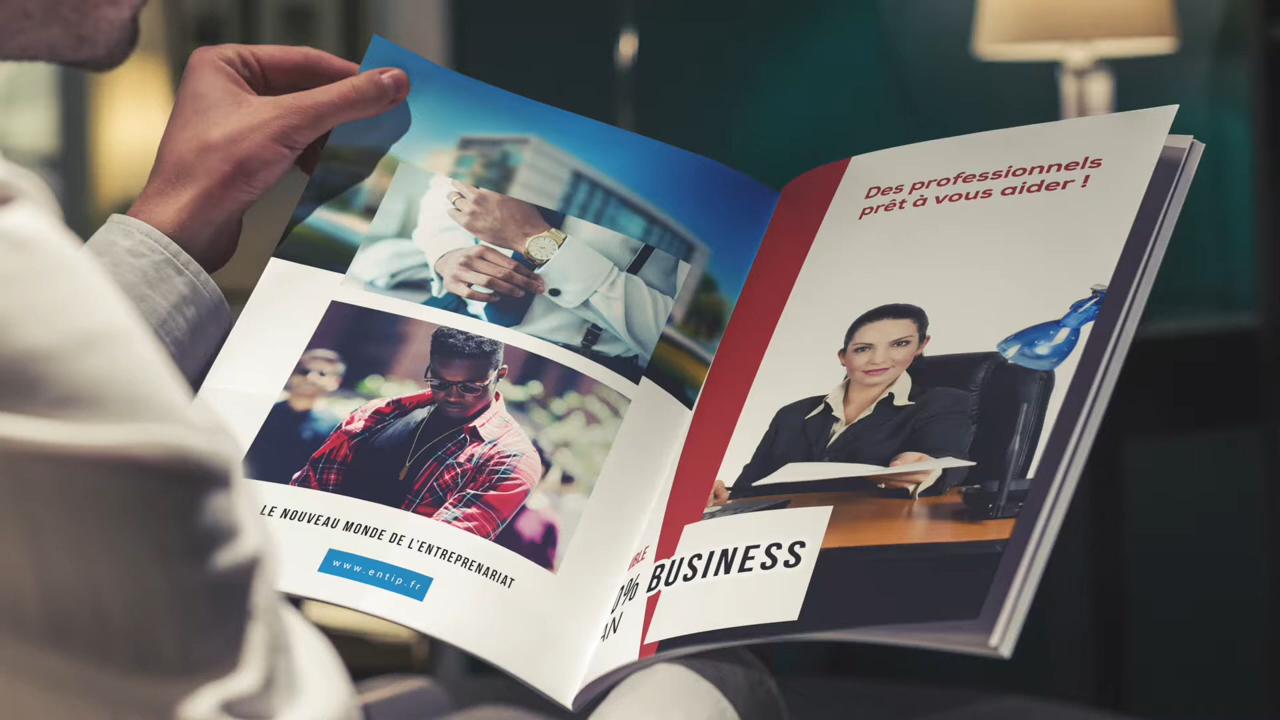 LE NOUVEAU MONDE DE L'ENTREPRENARIAT
www.entip.fr
Des professionnels
prêt à vous aider !
BUSINESS